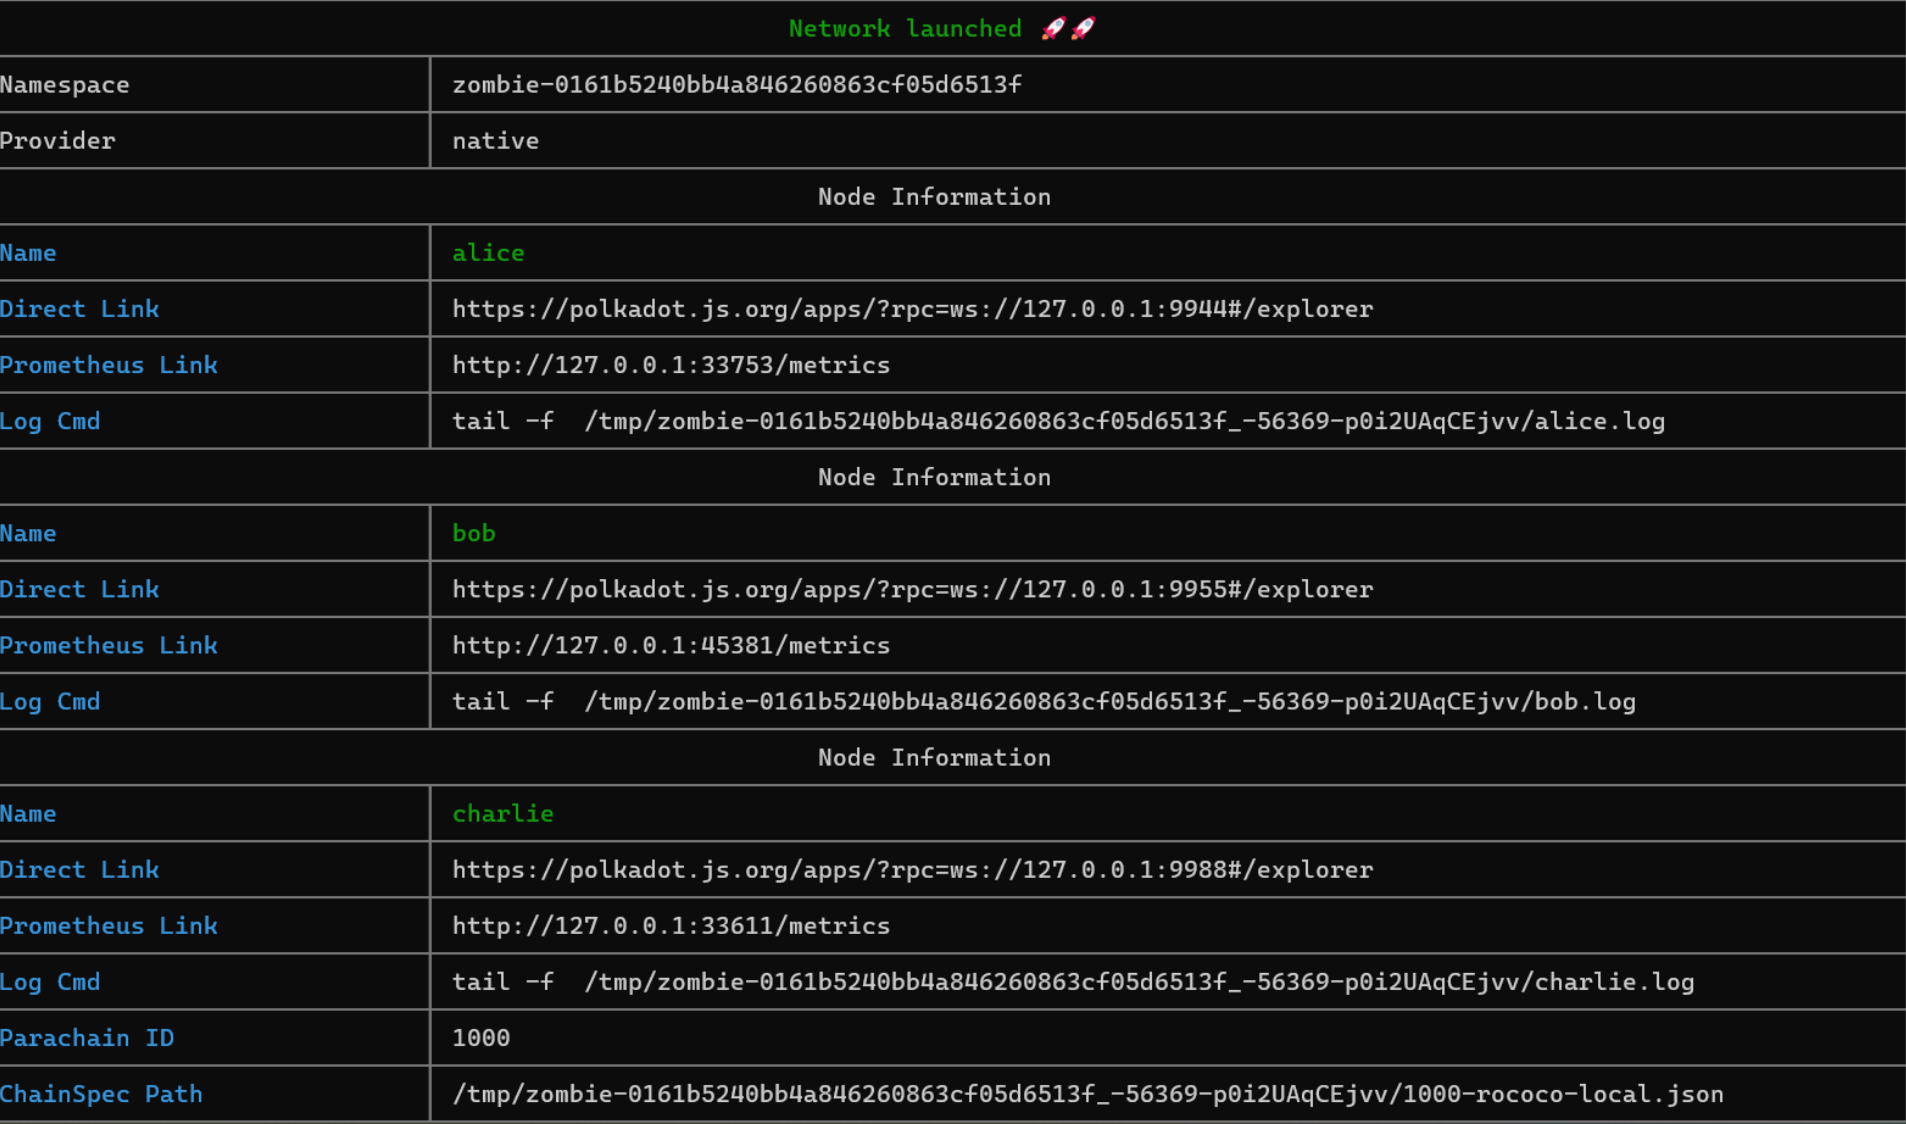 Network launched 🚀🚀
Namespace zombie-0161b5240bb4a846260863cf05d6513f
Provider native
Node Information
Name alice
Direct Link https://polkadot.js.org/apps/?rpc=ws://127.0.0.1:9944#/explorer
Prometheus Link http://127.0.0.1:33753/metrics
Log Cmd tail -f  /tmp/zombie-0161b5240bb4a846260863cf05d6513f_-56369-p0i2UAqCEjvv/alice.log
Node Information
Name bob
Direct Link https://polkadot.js.org/apps/?rpc=ws://127.0.0.1:9955#/explorer
Prometheus Link http://127.0.0.1:45381/metrics
Log Cmd tail -f  /tmp/zombie-0161b5240bb4a846260863cf05d6513f_-56369-p0i2UAqCEjvv/bob.log
Node Information
Name charlie
Direct Link https://polkadot.js.org/apps/?rpc=ws://127.0.0.1:9988#/explorer
Prometheus Link http://127.0.0.1:33611/metrics
Log Cmd tail -f  /tmp/zombie-0161b5240bb4a846260863cf05d6513f_-56369-p0i2UAqCEjvv/charlie.log
Parachain ID 1000
ChainSpec Path /tmp/zombie-0161b5240bb4a846260863cf05d6513f_-56369-p0i2UAqCEjvv/1000-rococo-local.json